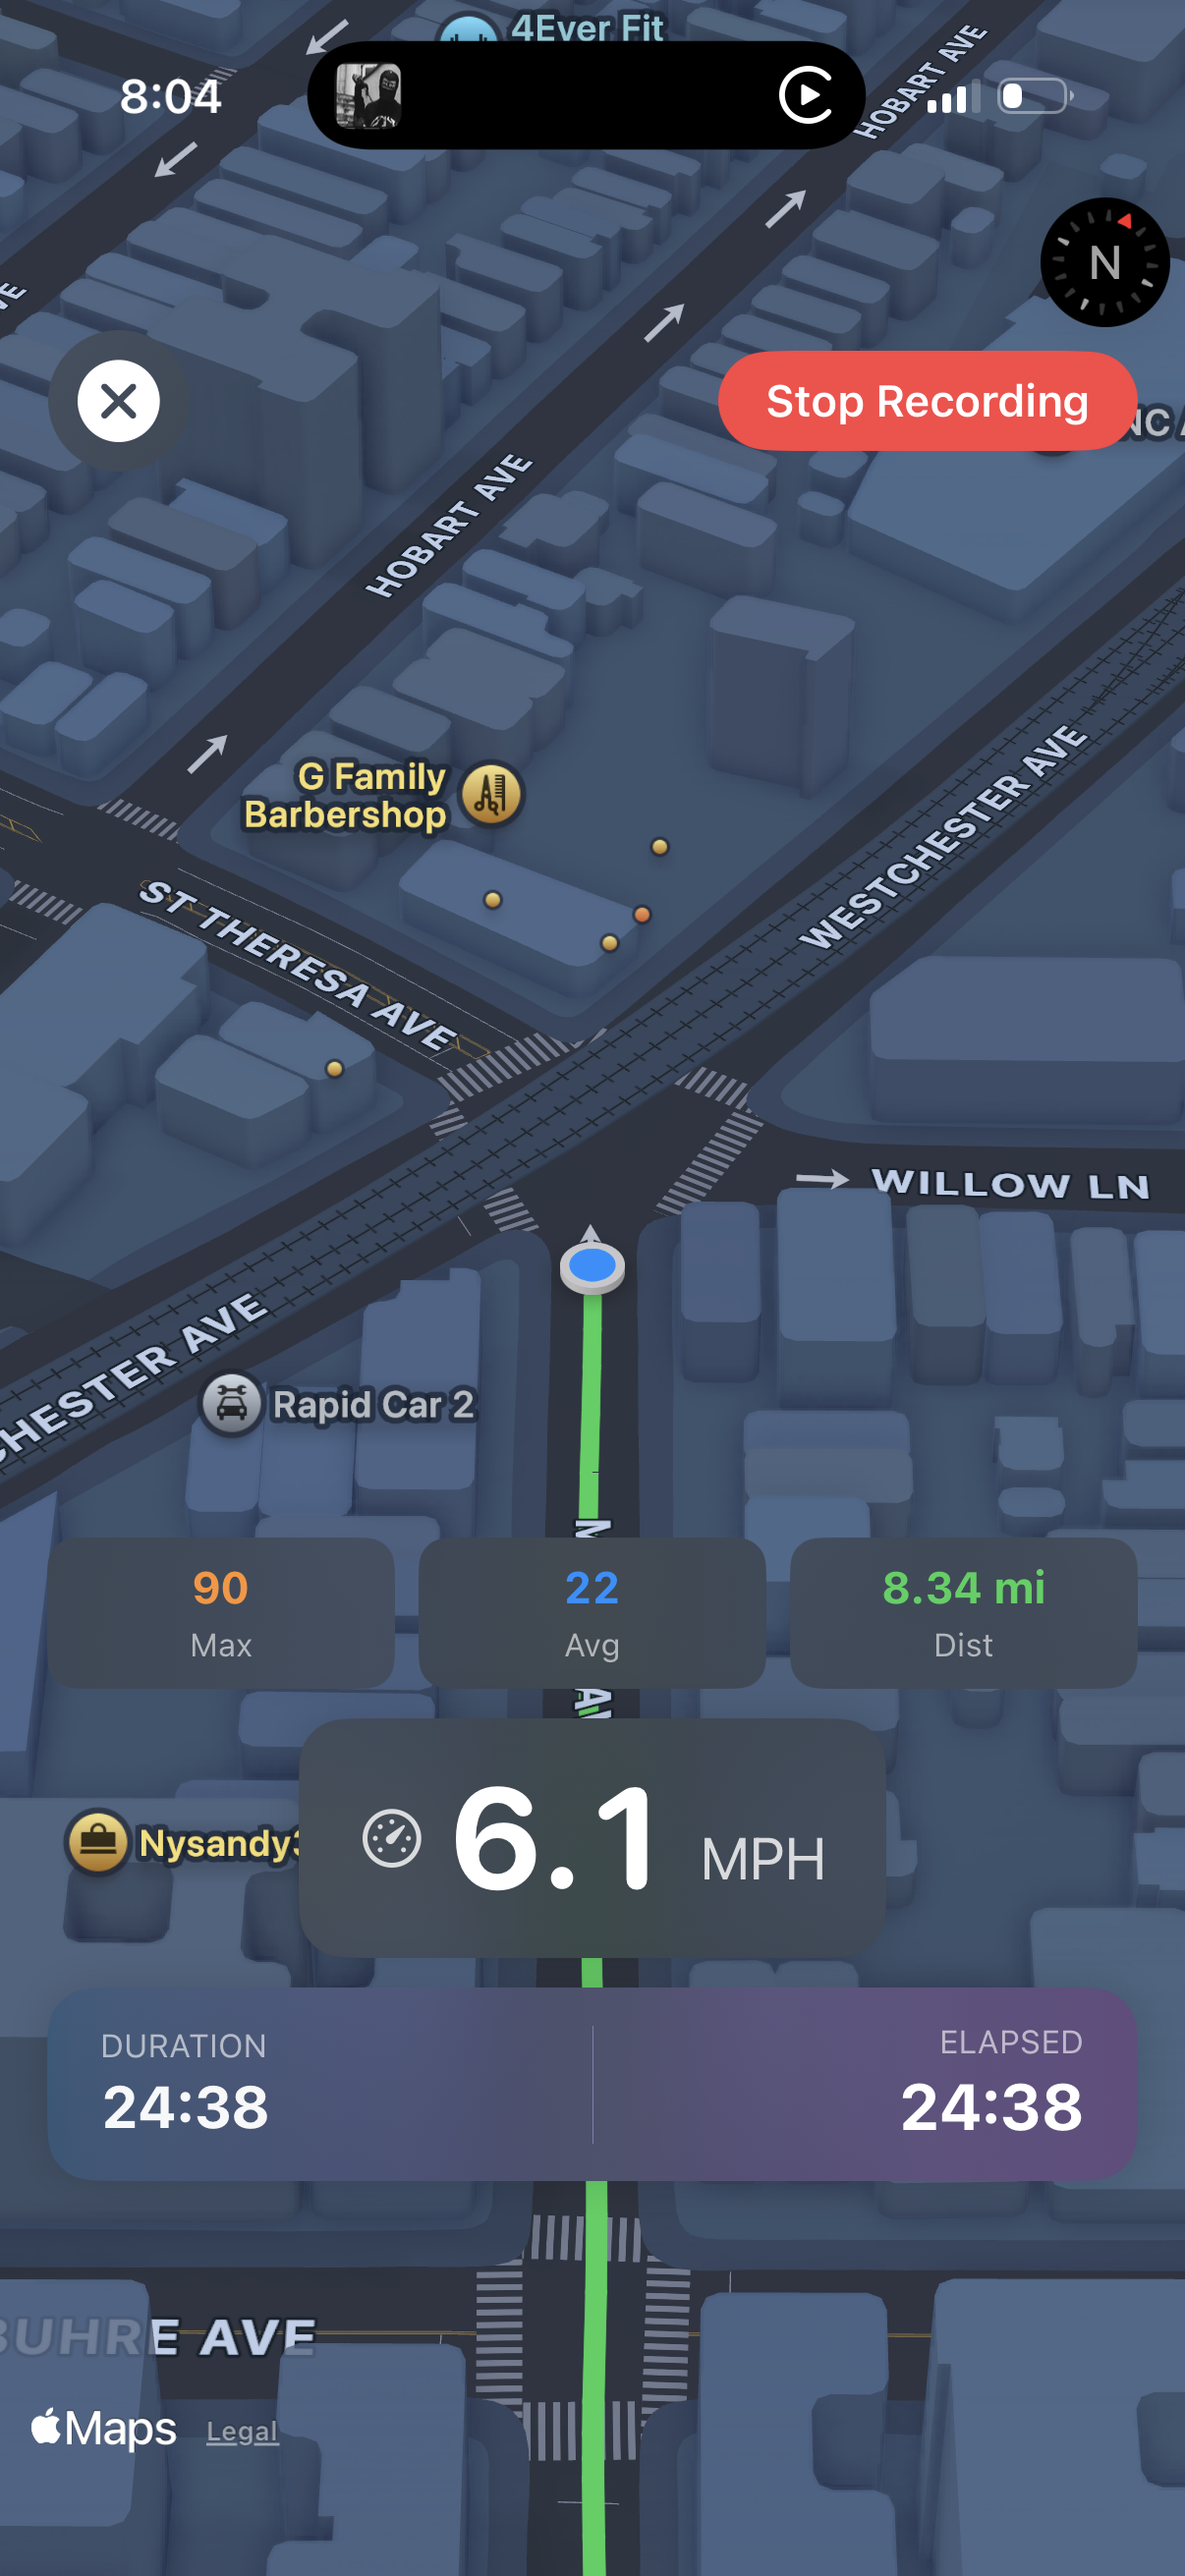 4Ever Fit
8:04
HOBART AVE
N
Stop Recording
HOBART AVE
G Family
Barbershop
WESTCHESTER AVE
ST THERESA AVE
WILLOW LN
CHESTER AVE
Rapid Car 2
90
22
8.34 mi
Max
Avg
Dist
6.1 MPH
Nysandy3
DURATION
ELAPSED
24:38
24:38
BUHRE AVE
Maps
Legal